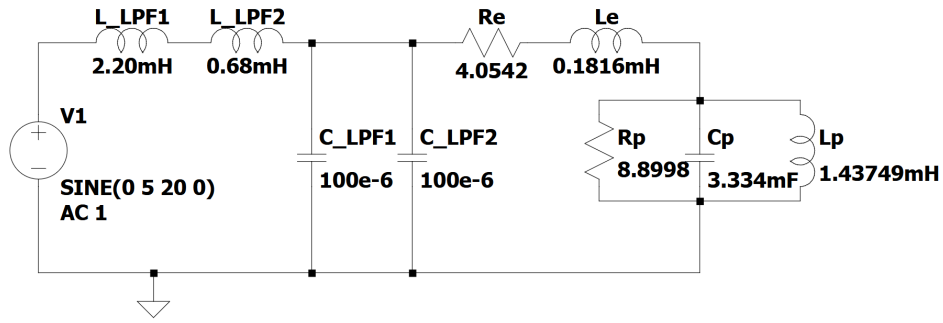 L_LPF1
L_LPF2
Re
Le
2.20mH
0.68mH
4.0542
0.1816mH
V1
SINE(0 5 20 0)
AC 1
C_LPF1
100e-6
C_LPF2
100e-6
Rp
8.8998
Cp
3.334mF
Lp
1.43749mH